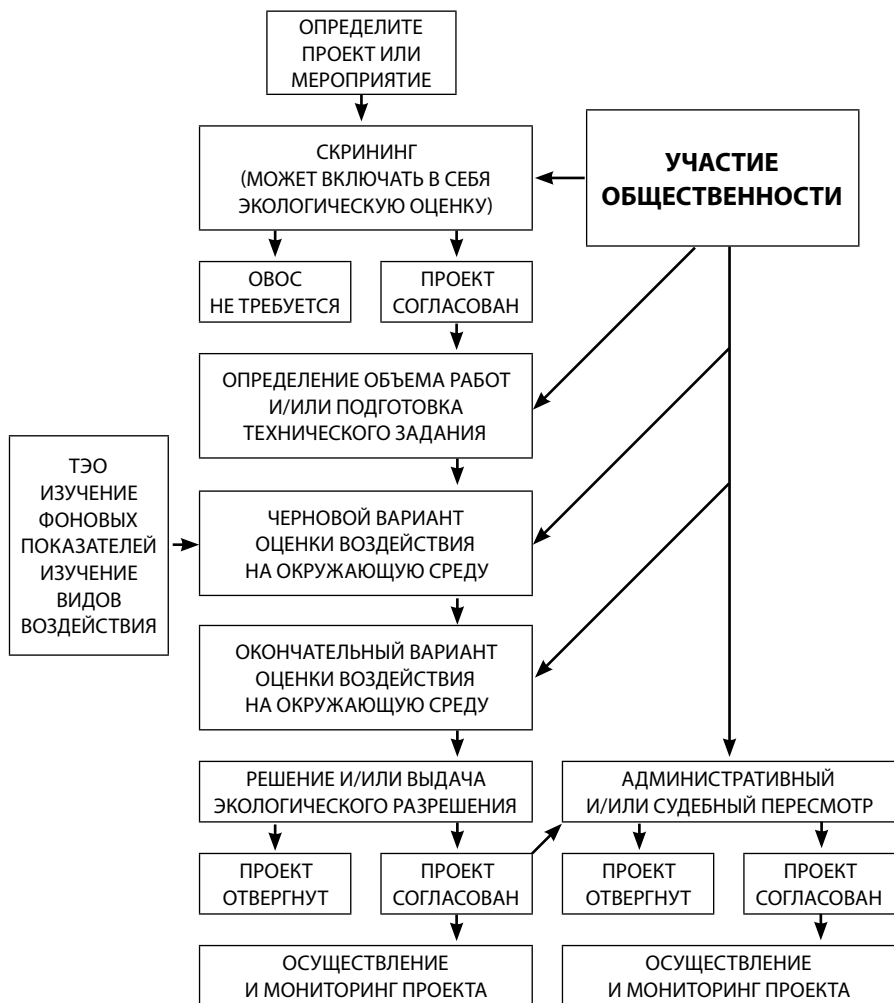 ОПРЕДЕЛИТЕ
ПРОЕКТ ИЛИ
МЕРОПРИЯТИЕ
СКРИНИНГ
(МОЖЕТ ВКЛЮЧАТЬ В СЕБЯ
ЭКОЛОГИЧЕСКУЮ ОЦЕНКУ)
УЧАСТИЕ
ОБЩЕСТВЕННОСТИ
ОВОС
НЕ ТРЕБУЕТСЯ
ПРОЕКТ
СОГЛАСОВАН
ОПРЕДЕЛЕНИЕ ОБЪЕМА РАБОТ
И/ИЛИ ПОДГОТОВКА
ТЕХНИЧЕСКОГО ЗАДАНИЯ
ТЭО
ИЗУЧЕНИЕ
ФОНОВЫХ
ПОКАЗАТЕЛЕЙ
ИЗУЧЕНИЕ
ВИДОВ
ВОЗДЕЙСТВИЯ
ЧЕРНОВОЙ ВАРИАНТ
ОЦЕНКИ ВОЗДЕЙСТВИЯ
НА ОКРУЖАЮЩУЮ СРЕДУ
ОКОНЧАТЕЛЬНЫЙ ВАРИАНТ
ОЦЕНКИ ВОЗДЕЙСТВИЯ
НА ОКРУЖАЮЩУЮ СРЕДУ
РЕШЕНИЕ И/ИЛИ ВЫДАЧА
ЭКОЛОГИЧЕСКОГО РАЗРЕШЕНИЯ
АДМИНИСТРАТИВНЫЙ
И/ИЛИ СУДЕБНЫЙ ПЕРЕСМОТР
ПРОЕКТ
ОТВЕРГНУТ
ПРОЕКТ
СОГЛАСОВАН
ПРОЕКТ
ОТВЕРГНУТ
ПРОЕКТ
СОГЛАСОВАН
ОСУЩЕСТВЛЕНИЕ
И МОНИТОРИНГ ПРОЕКТА
ОСУЩЕСТВЛЕНИЕ
И МОНИТОРИНГ ПРОЕКТА